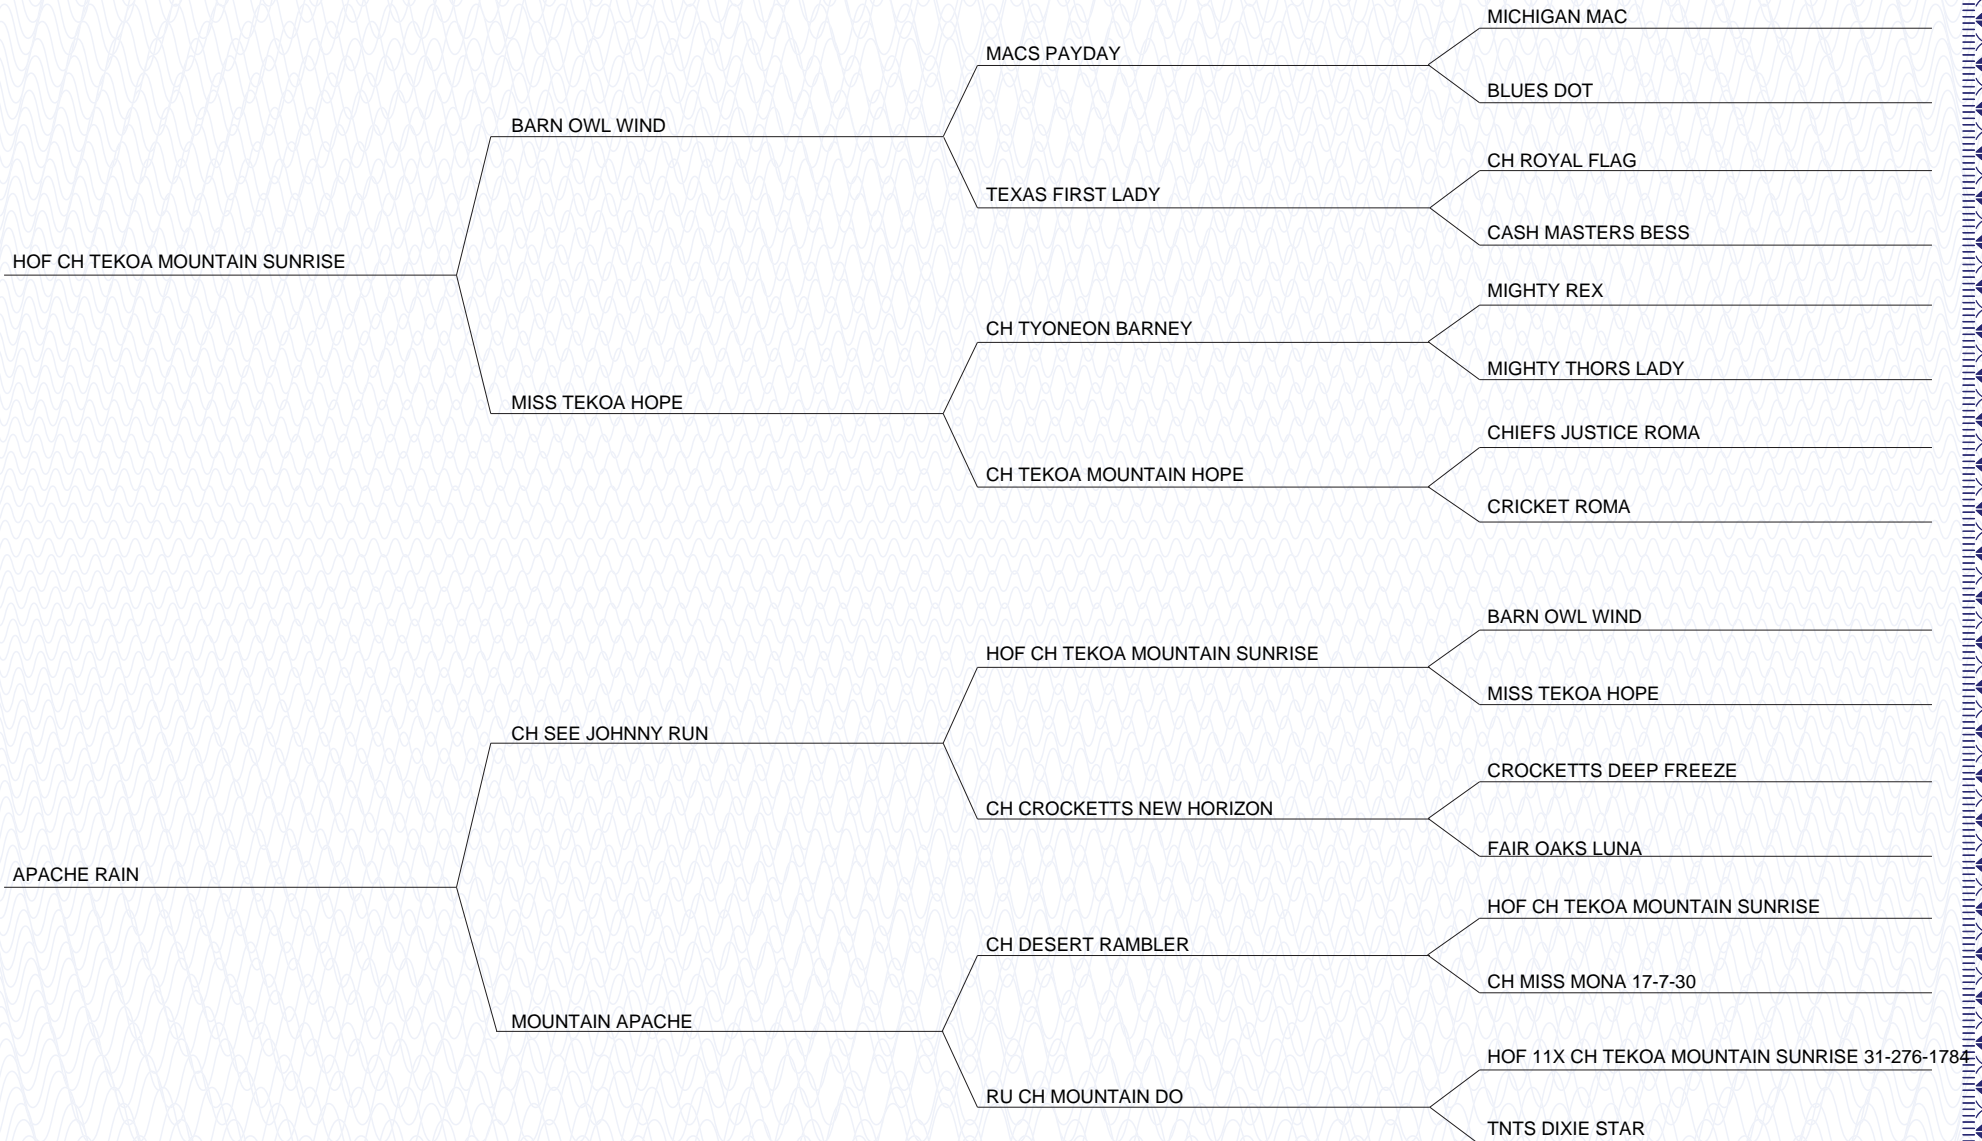 MICHIGAN MAC
MACS PAYDAY
BLUES DOT
BARN OWL WIND
CH ROYAL FLAG
TEXAS FIRST LADY
CASH MASTERS BESS
HOF CH TEKOA MOUNTAIN SUNRISE
MIGHTY REX
CH TYONEON BARNEY
MIGHTY THORS LADY
MISS TEKOA HOPE
CHIEFS JUSTICE ROMA
CH TEKOA MOUNTAIN HOPE
CRICKET ROMA
BARN OWL WIND
HOF CH TEKOA MOUNTAIN SUNRISE
MISS TEKOA HOPE
CH SEE JOHNNY RUN
CROCKETTS DEEP FREEZE
CH CROCKETTS NEW HORIZON
FAIR OAKS LUNA
APACHE RAIN
HOF CH TEKOA MOUNTAIN SUNRISE
CH DESERT RAMBLER
CH MISS MONA 17-7-30
MOUNTAIN APACHE
HOF 11X CH TEKOA MOUNTAIN SUNRISE 31-276-1784
RU CH MOUNTAIN DO
TNTS DIXIE STAR